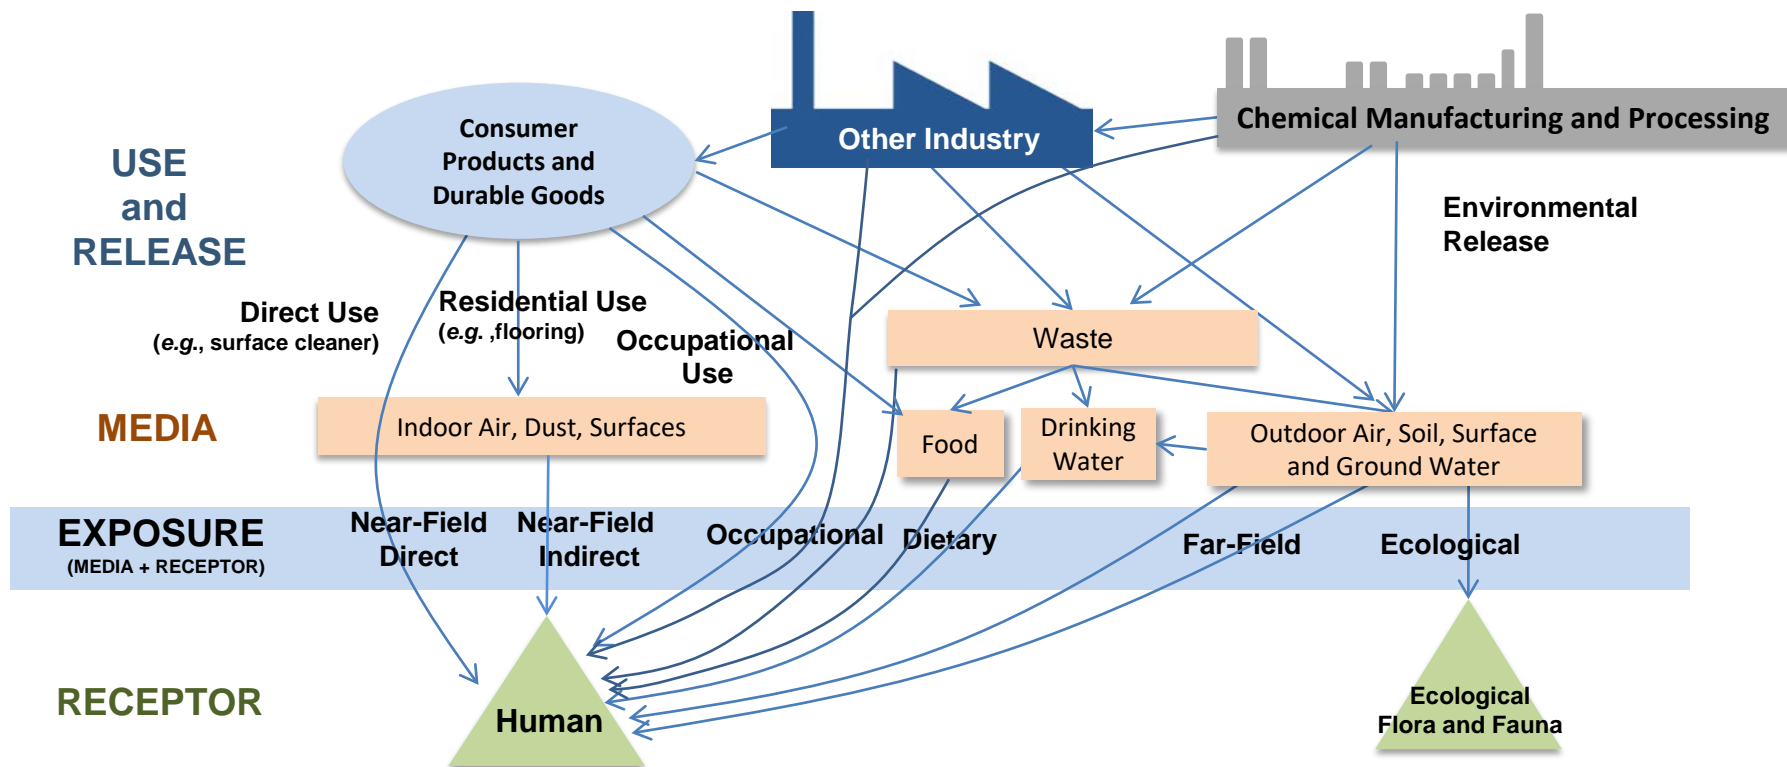 Consumer
Products and
Durable Goods
Other Industry
Chemical Manufacturing and Processing
USE
and
RELEASE
Environmental
Release
Direct Use
(e.g., surface cleaner)
Residential Use
(e.g. ,flooring)
Occupational
Use
Waste
MEDIA
Indoor Air, Dust, Surfaces
Food
Drinking
Water
Outdoor Air, Soil, Surface
and Ground Water
EXPOSURE
(MEDIA + RECEPTOR)
Near-Field
Direct
Near-Field
Indirect
Occupational
Dietary
Far-Field
Ecological
RECEPTOR
Human
Ecological
Flora and Fauna